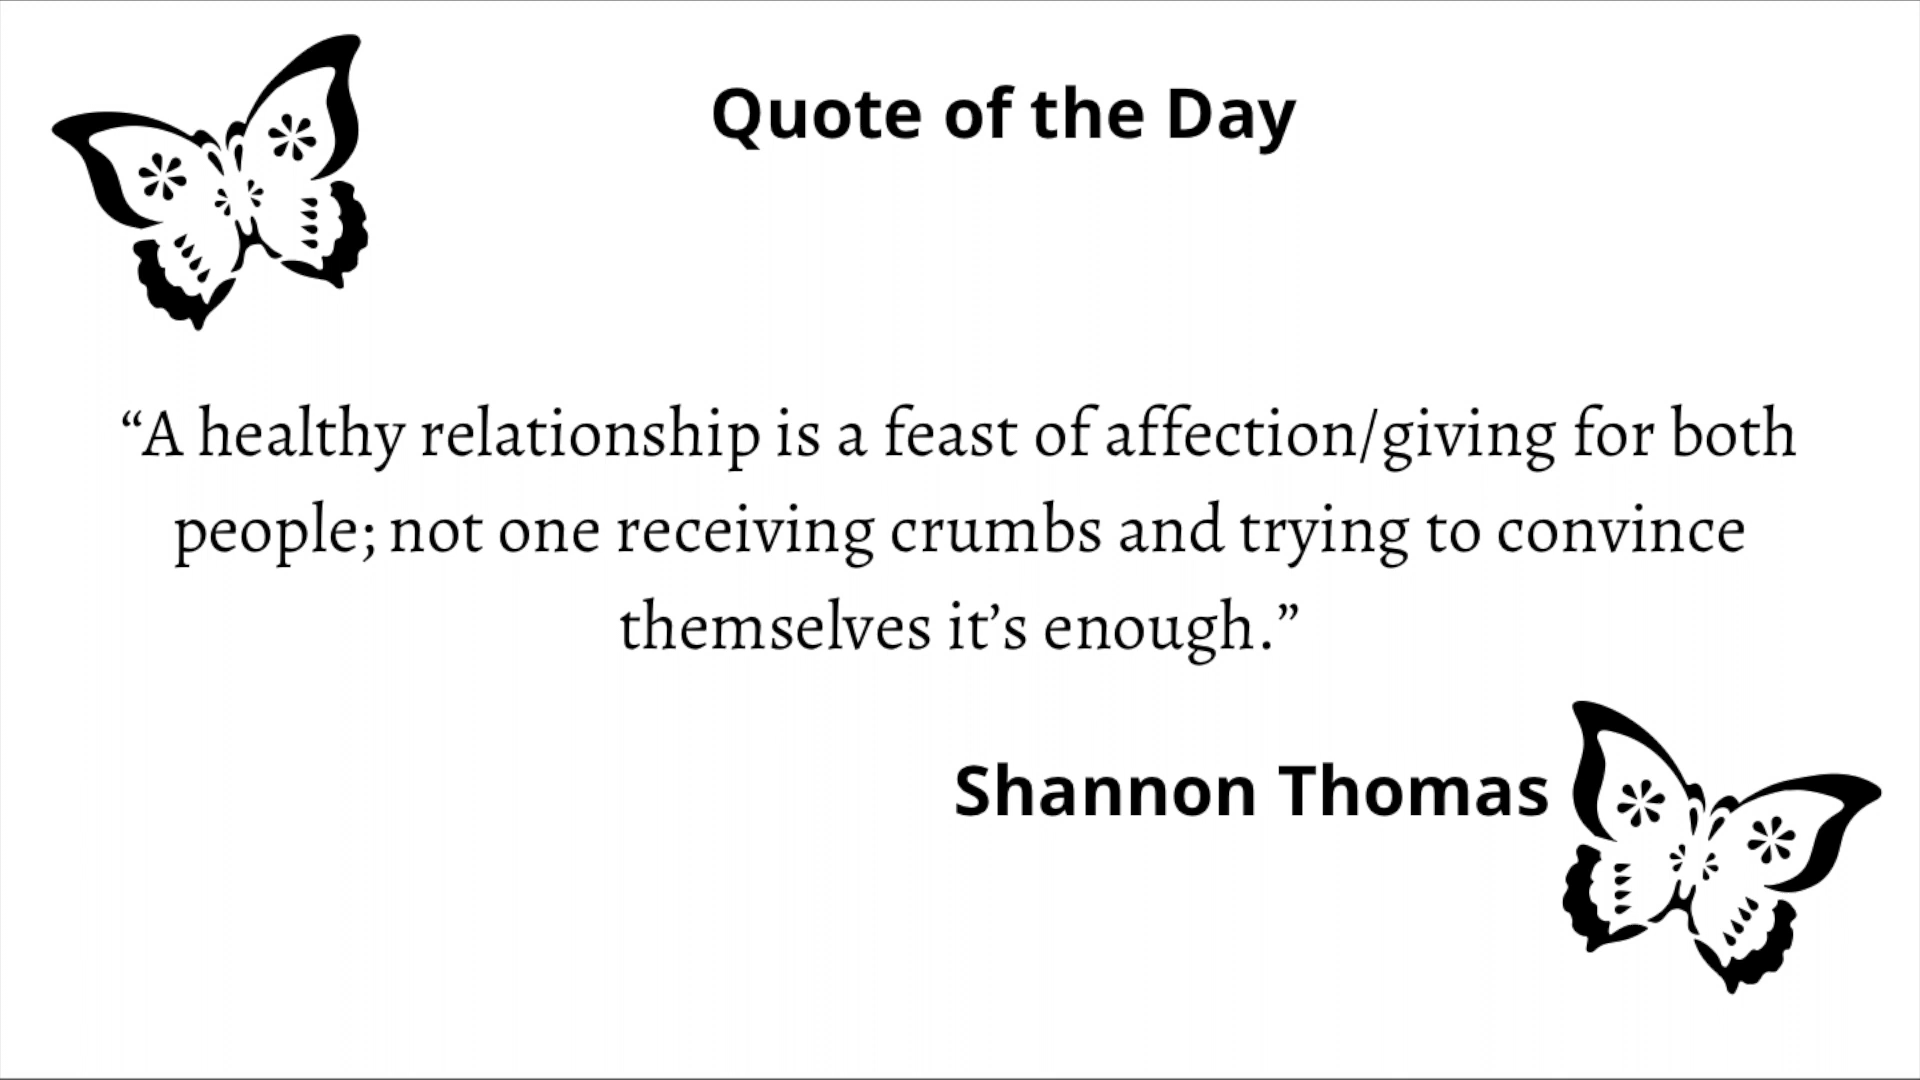 Quote of the Day
“A healthy relationship is a feast of affection/giving for both
people; not one receiving crumbs and trying to convince
themselves it’s enough.”
Shannon Thomas